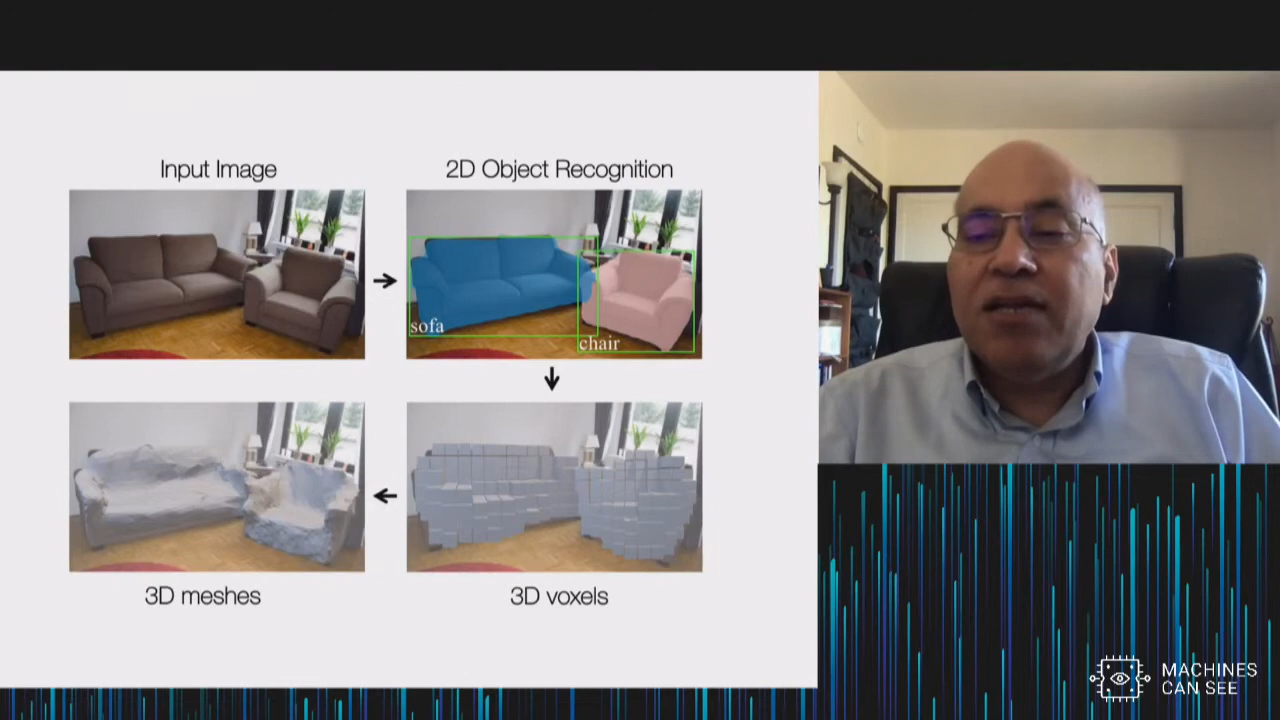 Input Image
2D Object Recognition
sofa
chair
3D meshes
3D voxels
MACHINES
CAN SEE